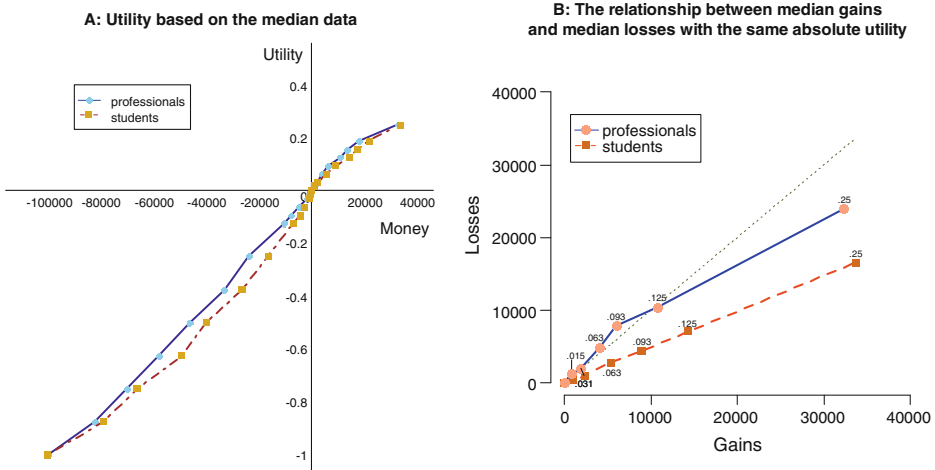 A: Utility based on the median data
Utility
0.4
professionals
students
0.2
0
-100000 -80000 -60000 -40000 -20000 20000 40000
Money
-0.2
-0.4
-0.6
-0.8
-1
B: The relationship between median gains
and median losses with the same absolute utility
40000
professionals
students
30000
20000
10000
0
Losses
.25
.25
.125
.093
.125
.063
.093
.015
.063
.031
0 10000 20000 30000 40000
Gains